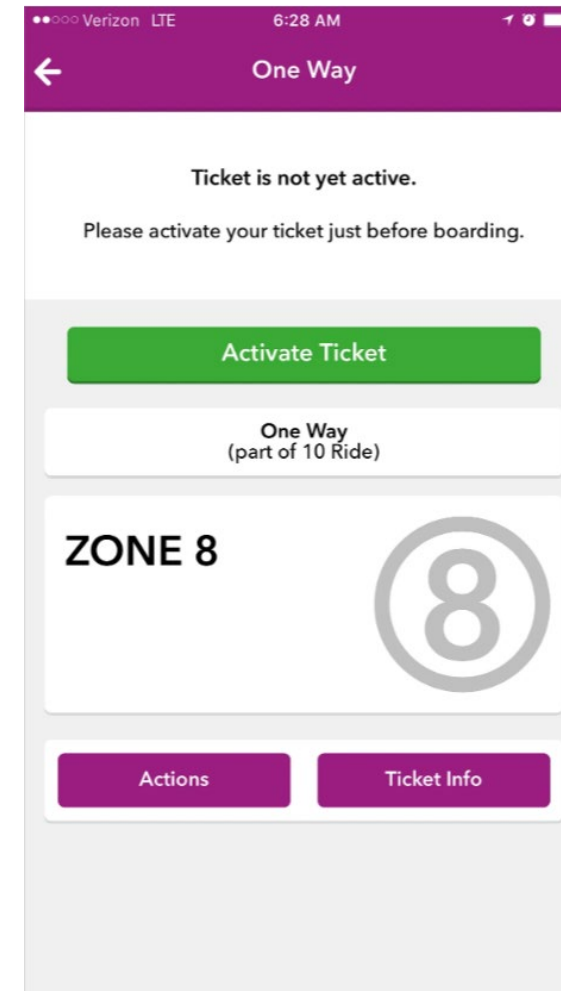 Verizon LTE 6:28 AM
One Way
Ticket is not yet active.
Please activate your ticket just before boarding.
Activate Ticket
One Way
(part of 10 Ride)
ZONE 8
8
Actions Ticket Info